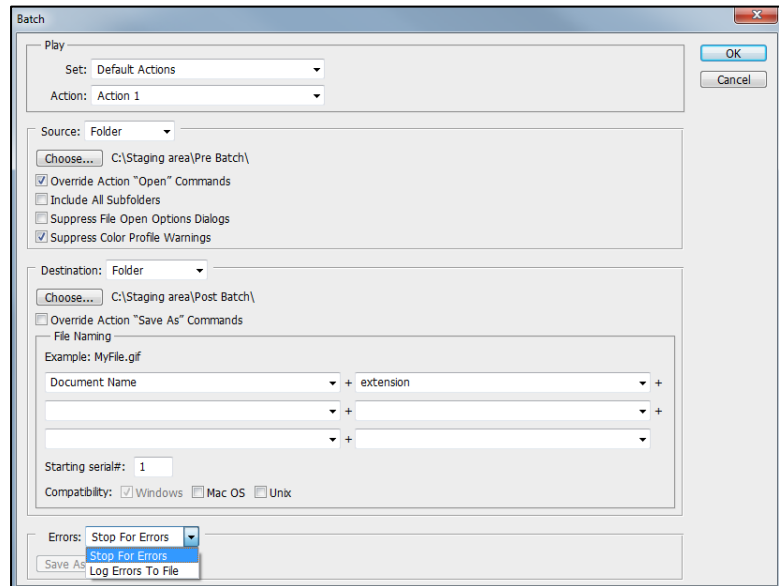 Batch
Play
OK
Set: Default Actions
Cancel
Action: Action 1
Source: Folder
Choose... C:\Staging area\Pre Batch\
Override Action "Open" Commands
Include All Subfolders
Suppress File Open Options Dialogs
Suppress Color Profile Warnings
Destination: Folder
Choose... C:\Staging area\Post Batch\
Override Action "Save As" Commands
File Naming
Example: MyFile.gif
Document Name + extension +
+ +
+
Starting serial#: 1
Compatibility: Windows Mac OS Unix
Errors: Stop For Errors
Stop For Errors
Save As
Log Errors To File